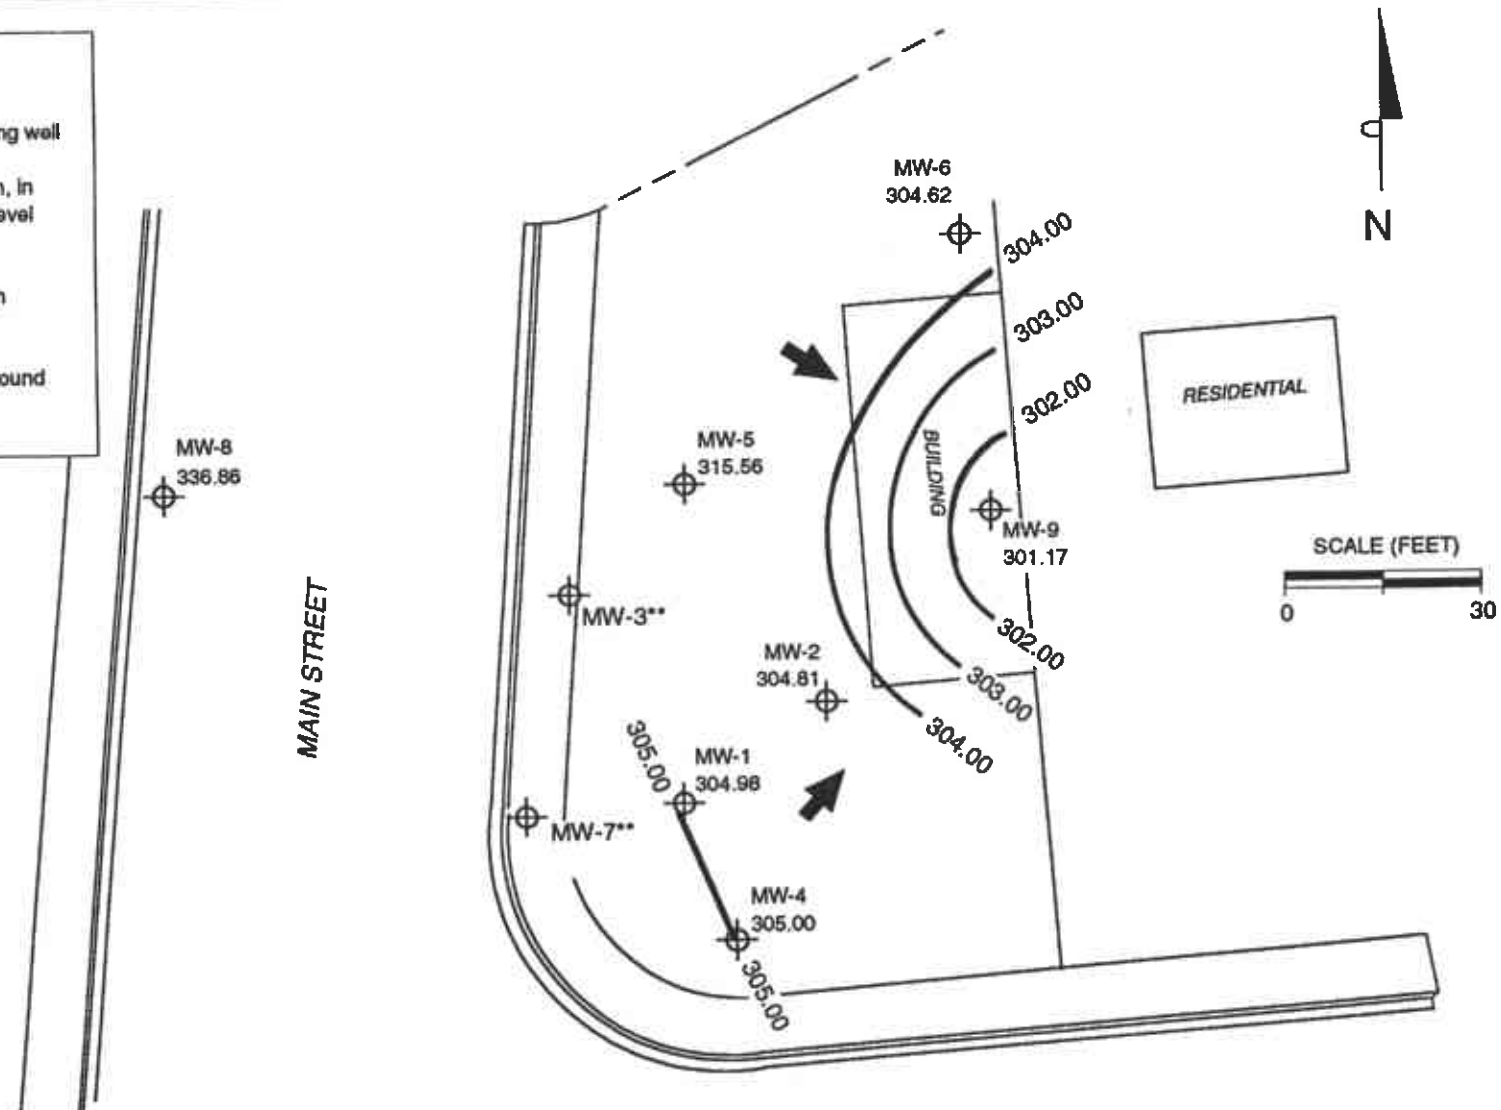 ng well
, in
evel
ound
MW-6
304.62
304.00
N
303.00
302.00
RESIDENTIAL
MW-8
336.86
MW-5
315.56
BUILDING
MW-9
301.17
SCALE (FEET)
0 30
MAIN STREET
MW-3**
302.00
MW-2
304.81
303.00
304.00
305.00
MW-1
304.98
MW-7**
MW-4
305.00
305.00